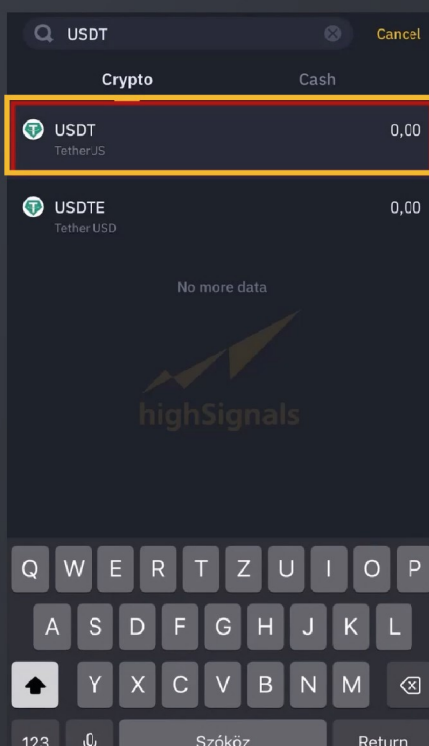 USDT
Cancel
Crypto
Cash
USDT
0,00
TetherUS
USDTE
0,00
Tether USD
No more data
highSignals
Q W E R T Z U I O P
A S D F G H J K L
Y X C V B N M
123
Szóköz
Return